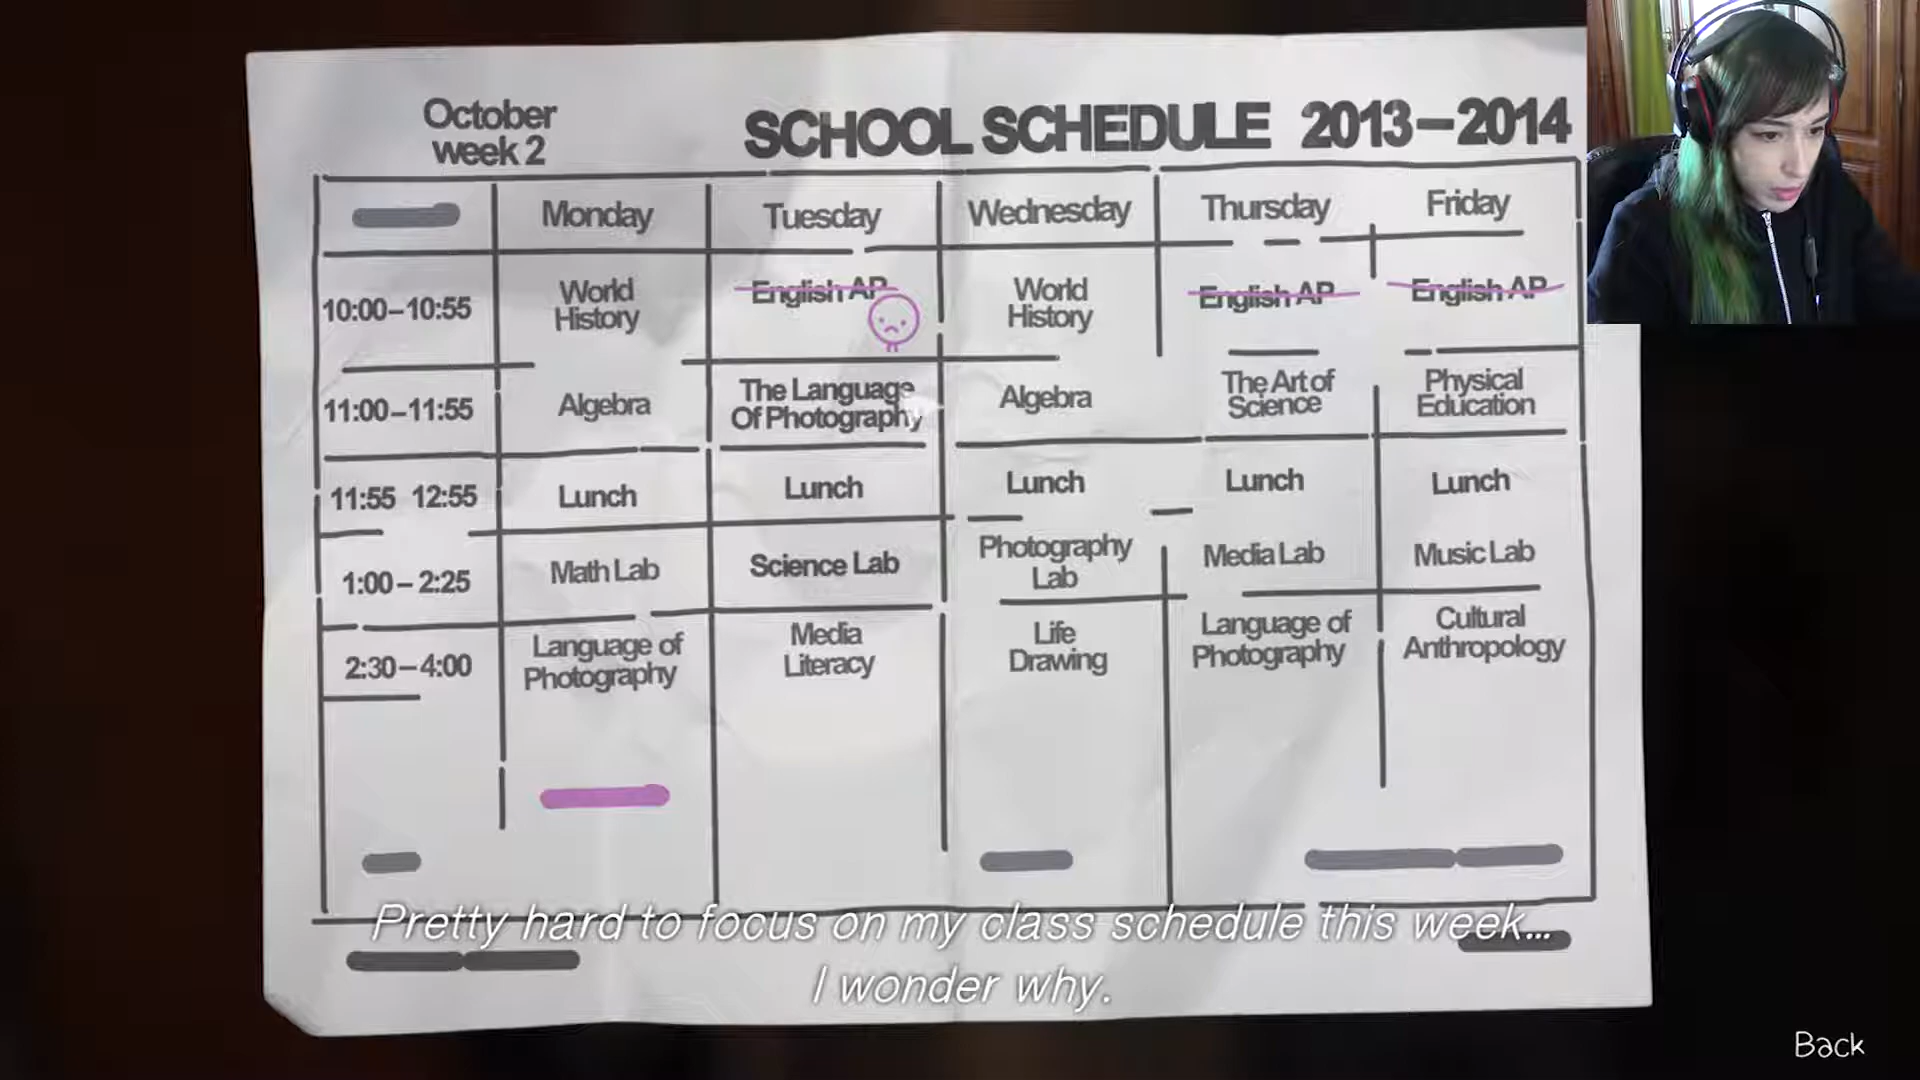 October
week 2
SCHOOL SCHEDULE 2013-2014
Monday Tuesday Wednesday Thursday Friday
10:00-10:55
World
History
English AP
World
History
English AP
English AP
11:00-11:55
Algebra
The Language
Of Photography
Algebra
The Art of
Science
Physical
Education
11:55 12:55
Lunch
Lunch
Lunch
Lunch
Lunch
1:00-2:25
Math Lab
Science Lab
Photography
Lab
Media Lab
Music Lab
2:30-4:00
Language of
Photography
Media
Literacy
Life
Drawing
Language of
Photography
Cultural
Anthropology
Pretty hard to focus on my class schedule this week...
I wonder why.
Back